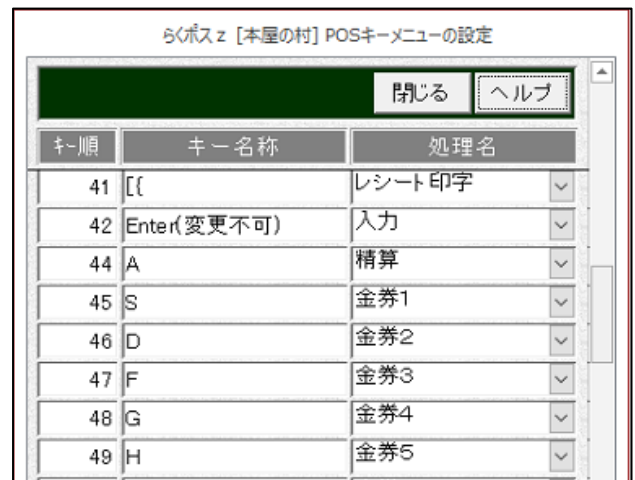 らくポスz [本屋の村] POSキーメニューの設定
閉じる ヘルプ
キー順 キー名称 処理名
41 [{ レシート印字
42 Enter(変更不可) 入力
44 A 精算
45 S 金券1
46 D 金券2
47 F 金券3
48 G 金券4
49 H 金券5